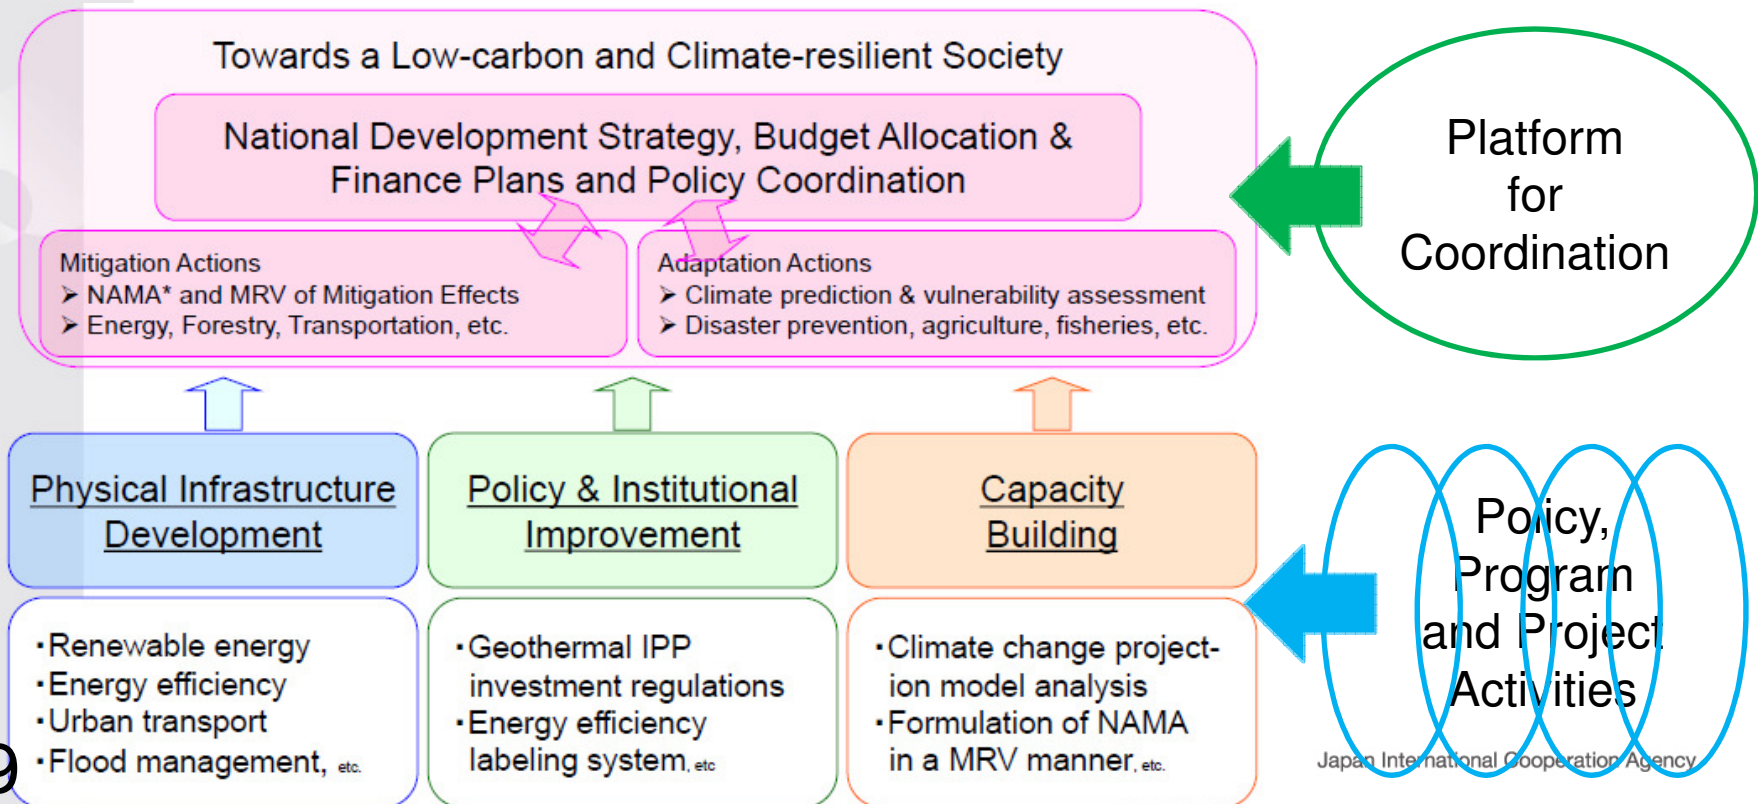 Towards a Low-carbon and Climate-resilient Society
National Development Strategy, Budget Allocation &
Finance Plans and Policy Coordination
Mitigation Actions
➢ NAMA* and MRV of Mitigation Effects
➢ Energy, Forestry, Transportation, etc.
Adaptation Actions
➢ Climate prediction & vulnerability assessment
➢ Disaster prevention, agriculture, fisheries, etc.
Platform
for
Coordination
Physical Infrastructure
Development
・Renewable energy
・Energy efficiency
・Urban transport
・Flood management, etc.
Policy & Institutional
Improvement
・Geothermal IPP
investment regulations
・Energy efficiency
labeling system, etc
Capacity
Building
・Climate change project-
ion model analysis
・Formulation of NAMA
in a MRV manner, etc.
Policy,
Program
and Project
Activities
Japan International Cooperation Agency
9